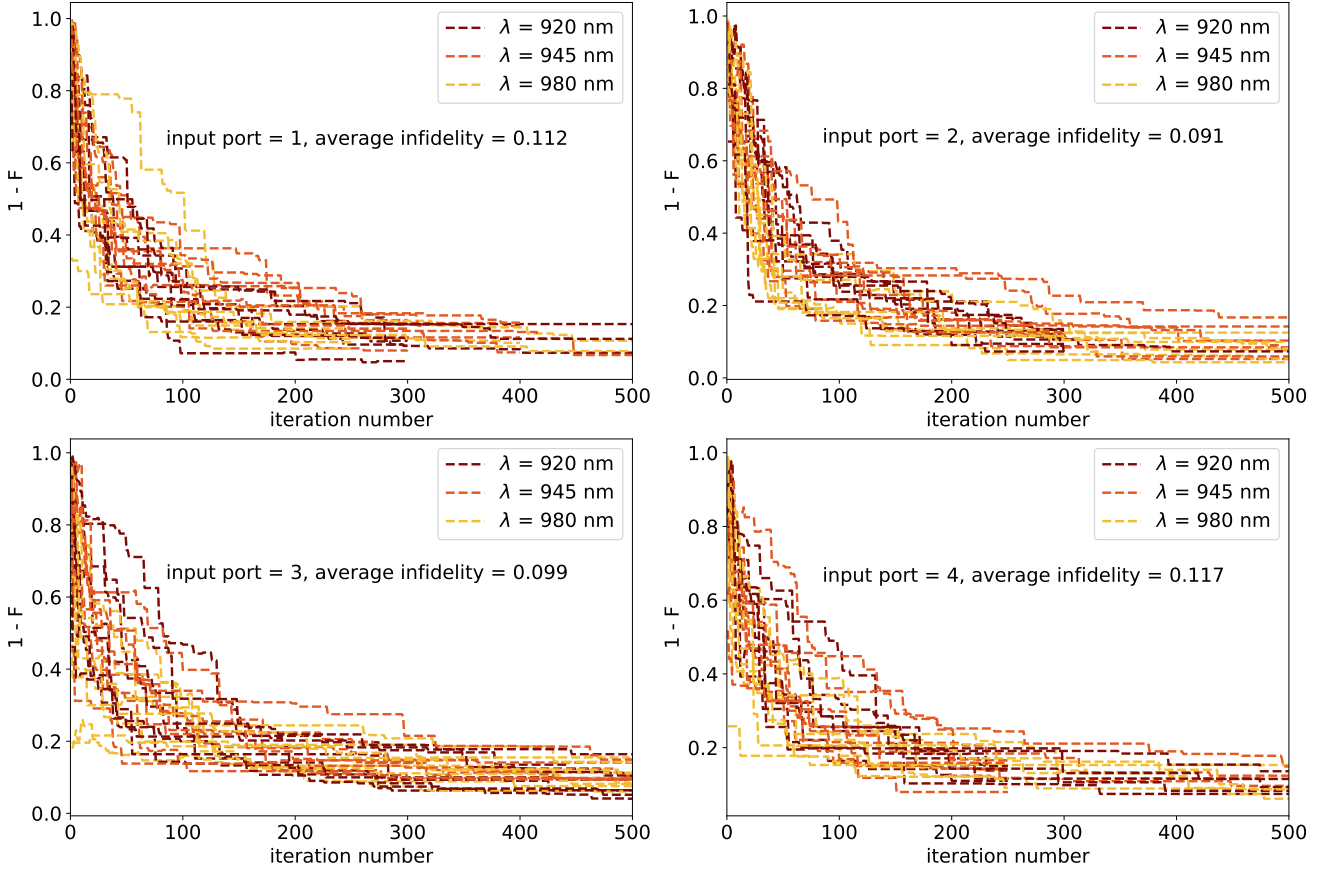 1.0
0.8
0.6
0.4
0.2
0.0
1 - F
λ = 920 nm
λ = 945 nm
λ = 980 nm
input port = 1, average infidelity = 0.112
0 100 200 300 400 500
iteration number
1.0
0.8
0.6
0.4
0.2
0.0
1 - F
λ = 920 nm
λ = 945 nm
λ = 980 nm
input port = 2, average infidelity = 0.091
0 100 200 300 400 500
iteration number
1.0
0.8
0.6
0.4
0.2
0.0
1 - F
λ = 920 nm
λ = 945 nm
λ = 980 nm
input port = 3, average infidelity = 0.099
0 100 200 300 400 500
iteration number
1.0
0.8
0.6
0.4
0.2
1 - F
λ = 920 nm
λ = 945 nm
λ = 980 nm
input port = 4, average infidelity = 0.117
0 100 200 300 400 500
iteration number